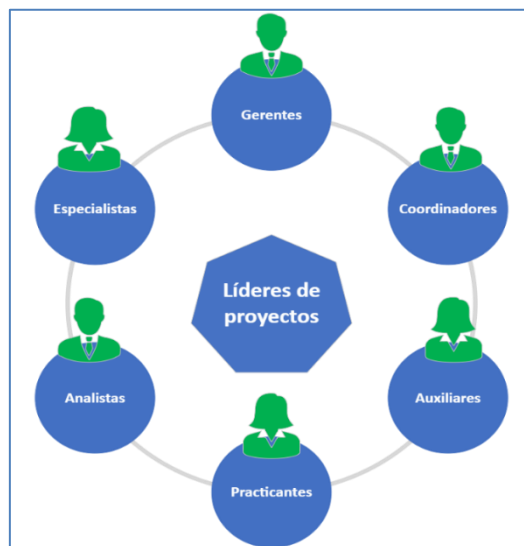 Gerentes
Coordinadores
Auxiliares
Practicantes
Analistas
Especialistas
Líderes de
proyectos